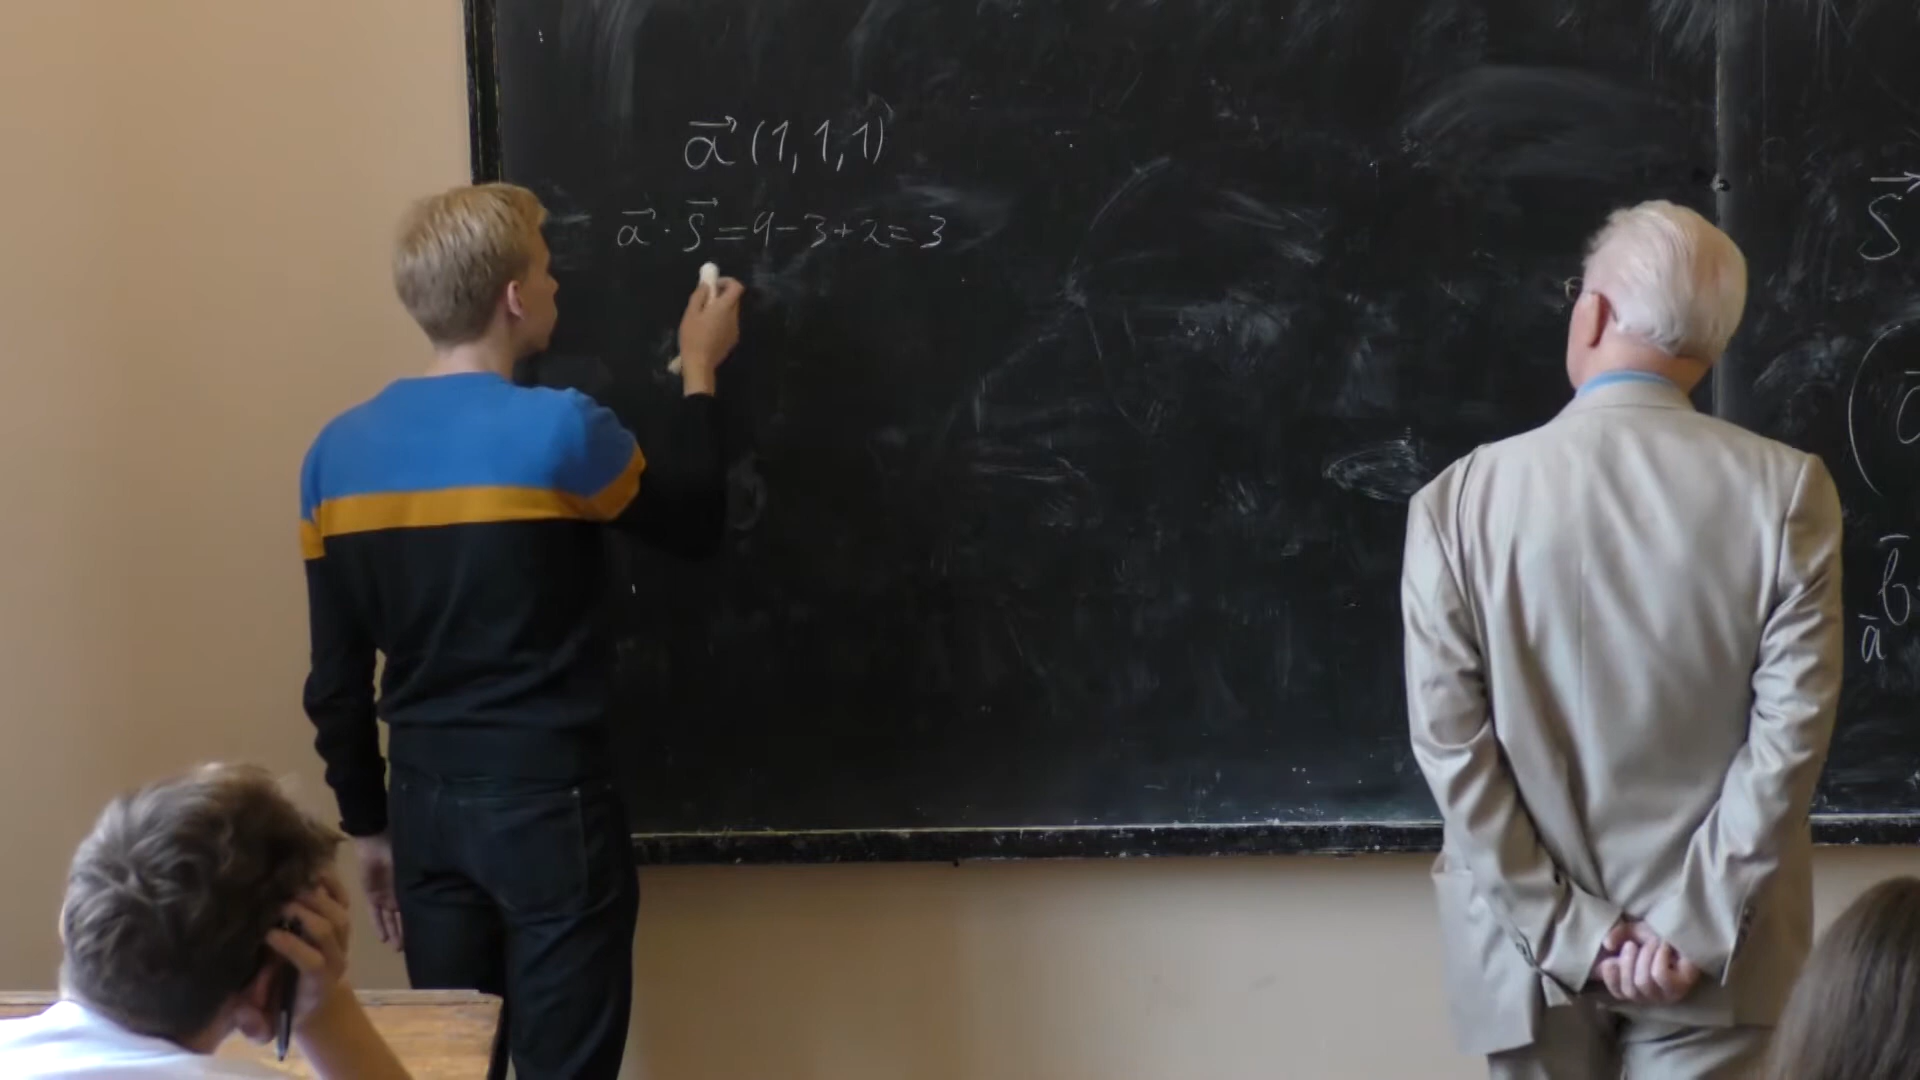 a⃗ (1,1,1)
a⃗ · s⃗ = 4 - 3 + 2 = 3
s⃗
(a
b̄
ā